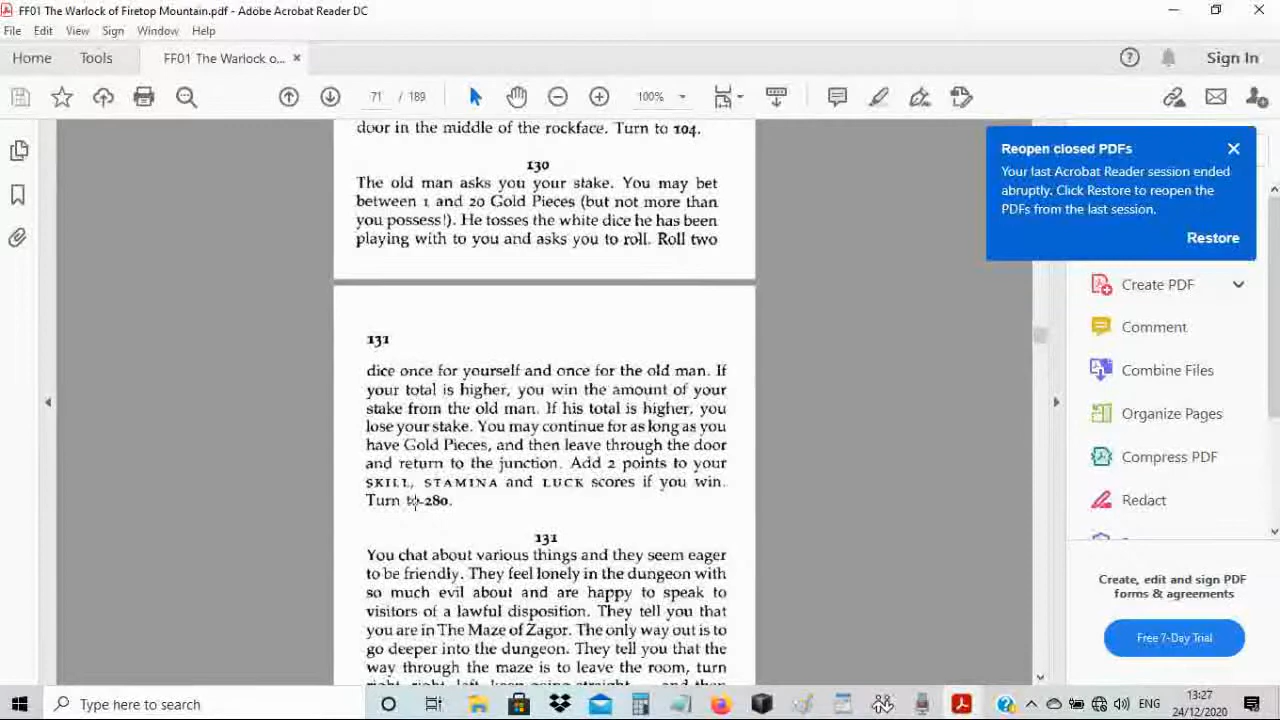 FF01 The Warlock of Firetop Mountain.pdf - Adobe Acrobat Reader DC
File Edit View Sign Window Help
Home Tools FF01 The Warlock o... × Sign In
71 / 189 100%
door in the middle of the rockface. Turn to 104.
130
The old man asks you your stake. You may bet
between 1 and 20 Gold Pieces (but not more than
you possess!). He tosses the white dice he has been
playing with to you and asks you to roll. Roll two
131
dice once for yourself and once for the old man. If
your total is higher, you win the amount of your
stake from the old man. If his total is higher, you
lose your stake. You may continue for as long as you
have Gold Pieces, and then leave through the door
and return to the junction. Add 2 points to your
SKILL, STAMINA and LUCK scores if you win.
Turn to 280.
131
You chat about various things and they seem eager
to be friendly. They feel lonely in the dungeon with
so much evil about and are happy to speak to
visitors of a lawful disposition. They tell you that
you are in The Maze of Zagor. The only way out is to
go deeper into the dungeon. They tell you that the
way through the maze is to leave the room, turn
right, right, left, keep going straight
Reopen closed PDFs
Your last Acrobat Reader session ended
abruptly. Click Restore to reopen the
PDFs from the last session.
Restore
Create PDF
Comment
Combine Files
Organize Pages
Compress PDF
Redact
Create, edit and sign PDF
forms & agreements
Free 7-Day Trial
Type here to search
ENG
13:27
24/12/2020